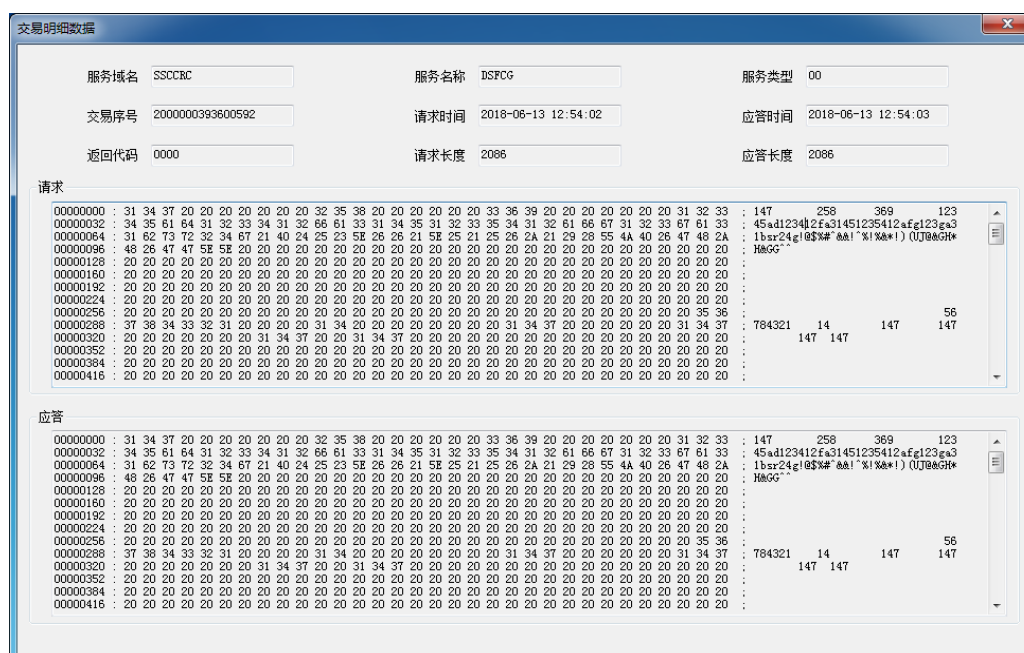 交易明细数据
服务域名 SSCCRC 服务名称 DSFCG 服务类型 00
交易序号 2000000393600592 请求时间 2018-06-13 12:54:02 应答时间 2018-06-13 12:54:03
返回代码 0000 请求长度 2086 应答长度 2086
请求
00000000 : 31 34 37 20 20 20 20 20 20 20 32 35 38 20 20 20 20 20 20 33 36 39 20 20 20 20 20 20 20 31 32 33 ; 147 258 369 123
00000032 : 34 35 61 64 31 32 33 34 31 32 66 61 33 31 34 35 31 32 33 35 34 31 32 61 66 67 31 32 33 67 61 33 ; 45ad123412fa31451235412afg123ga3
00000064 : 31 62 73 72 32 34 67 21 40 24 25 23 5E 26 26 21 5E 25 21 25 26 2A 21 29 28 55 4A 40 26 47 48 2A ; 1bsr24g!@$%#^&&!^%!%&*!)(UJ@&GH*
00000096 : 48 26 47 47 5E 5E 20 20 20 20 20 20 20 20 20 20 20 20 20 20 20 20 20 20 20 20 20 20 20 20 20 20 ; H&GG^^
00000128 : 20 20 20 20 20 20 20 20 20 20 20 20 20 20 20 20 20 20 20 20 20 20 20 20 20 20 20 20 20 20 20 20 ;
00000160 : 20 20 20 20 20 20 20 20 20 20 20 20 20 20 20 20 20 20 20 20 20 20 20 20 20 20 20 20 20 20 20 20 ;
00000192 : 20 20 20 20 20 20 20 20 20 20 20 20 20 20 20 20 20 20 20 20 20 20 20 20 20 20 20 20 20 20 20 20 ;
00000224 : 20 20 20 20 20 20 20 20 20 20 20 20 20 20 20 20 20 20 20 20 20 20 20 20 20 20 20 20 20 20 20 20 ;
00000256 : 20 20 20 20 20 20 20 20 20 20 20 20 20 20 20 20 20 20 20 20 20 20 20 20 20 20 20 20 20 20 35 36 ; 56
00000288 : 37 38 34 33 32 31 20 20 20 20 31 34 20 20 20 20 20 20 20 20 31 34 37 20 20 20 20 20 20 31 34 37 ; 784321 14 147 147
00000320 : 20 20 20 20 20 20 20 31 34 37 20 20 31 34 37 20 20 20 20 20 20 20 20 20 20 20 20 20 20 20 20 20 ; 147 147
00000352 : 20 20 20 20 20 20 20 20 20 20 20 20 20 20 20 20 20 20 20 20 20 20 20 20 20 20 20 20 20 20 20 20 ;
00000384 : 20 20 20 20 20 20 20 20 20 20 20 20 20 20 20 20 20 20 20 20 20 20 20 20 20 20 20 20 20 20 20 20 ;
00000416 : 20 20 20 20 20 20 20 20 20 20 20 20 20 20 20 20 20 20 20 20 20 20 20 20 20 20 20 20 20 20 20 20 ;
应答
00000000 : 31 34 37 20 20 20 20 20 20 20 32 35 38 20 20 20 20 20 20 33 36 39 20 20 20 20 20 20 20 31 32 33 ; 147 258 369 123
00000032 : 34 35 61 64 31 32 33 34 31 32 66 61 33 31 34 35 31 32 33 35 34 31 32 61 66 67 31 32 33 67 61 33 ; 45ad123412fa31451235412afg123ga3
00000064 : 31 62 73 72 32 34 67 21 40 24 25 23 5E 26 26 21 5E 25 21 25 26 2A 21 29 28 55 4A 40 26 47 48 2A ; 1bsr24g!@$%#^&&!^%!%&*!)(UJ@&GH*
00000096 : 48 26 47 47 5E 5E 20 20 20 20 20 20 20 20 20 20 20 20 20 20 20 20 20 20 20 20 20 20 20 20 20 20 ; H&GG^^
00000128 : 20 20 20 20 20 20 20 20 20 20 20 20 20 20 20 20 20 20 20 20 20 20 20 20 20 20 20 20 20 20 20 20 ;
00000160 : 20 20 20 20 20 20 20 20 20 20 20 20 20 20 20 20 20 20 20 20 20 20 20 20 20 20 20 20 20 20 20 20 ;
00000192 : 20 20 20 20 20 20 20 20 20 20 20 20 20 20 20 20 20 20 20 20 20 20 20 20 20 20 20 20 20 20 20 20 ;
00000224 : 20 20 20 20 20 20 20 20 20 20 20 20 20 20 20 20 20 20 20 20 20 20 20 20 20 20 20 20 20 20 20 20 ;
00000256 : 20 20 20 20 20 20 20 20 20 20 20 20 20 20 20 20 20 20 20 20 20 20 20 20 20 20 20 20 20 20 35 36 ; 56
00000288 : 37 38 34 33 32 31 20 20 20 20 31 34 20 20 20 20 20 20 20 20 31 34 37 20 20 20 20 20 20 31 34 37 ; 784321 14 147 147
00000320 : 20 20 20 20 20 20 20 31 34 37 20 20 31 34 37 20 20 20 20 20 20 20 20 20 20 20 20 20 20 20 20 20 ; 147 147
00000352 : 20 20 20 20 20 20 20 20 20 20 20 20 20 20 20 20 20 20 20 20 20 20 20 20 20 20 20 20 20 20 20 20 ;
00000384 : 20 20 20 20 20 20 20 20 20 20 20 20 20 20 20 20 20 20 20 20 20 20 20 20 20 20 20 20 20 20 20 20 ;
00000416 : 20 20 20 20 20 20 20 20 20 20 20 20 20 20 20 20 20 20 20 20 20 20 20 20 20 20 20 20 20 20 20 20 ;